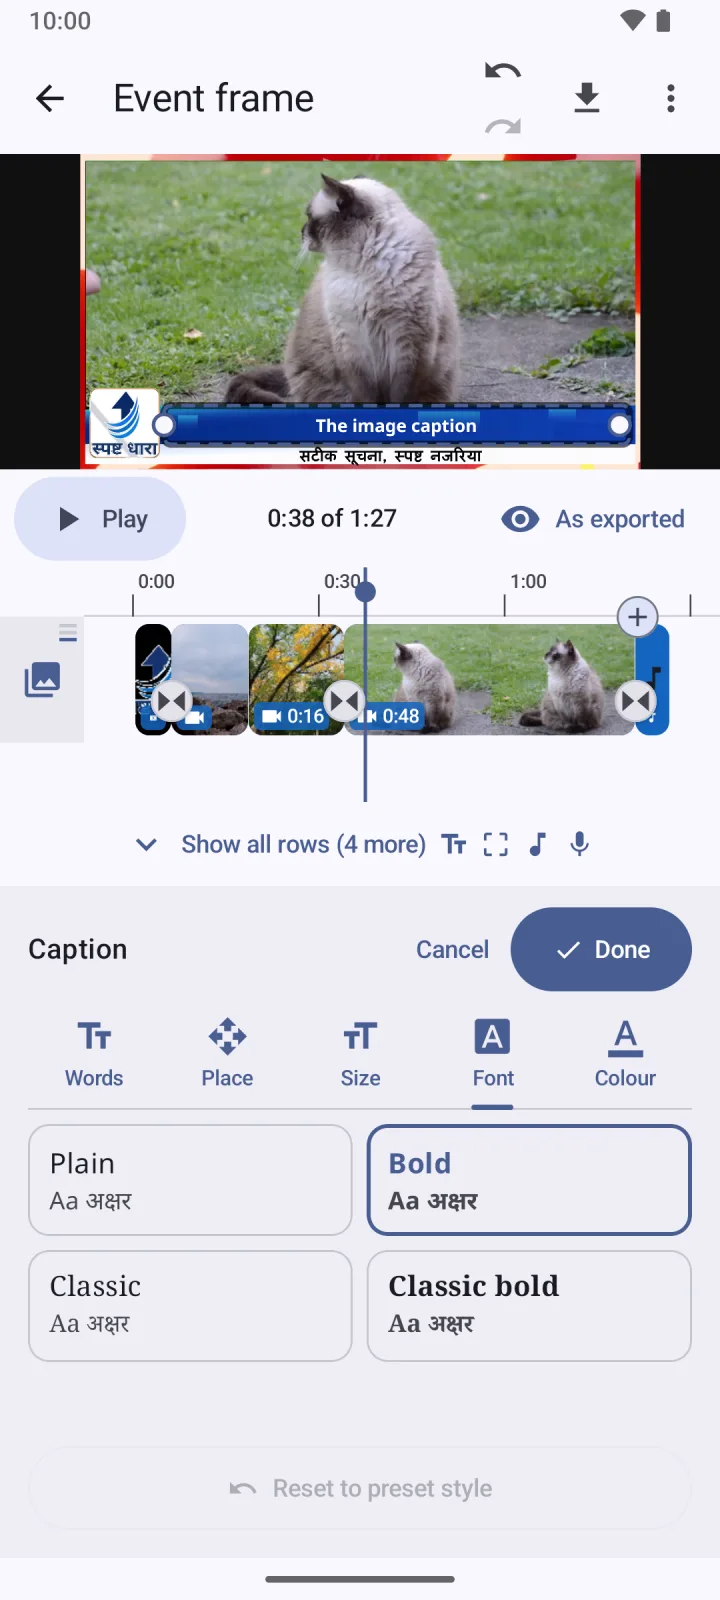 10:00
Event frame
The image caption
स्पष्ट धारा
सटीक सूचना, स्पष्ट नजरिया
Play
0:38 of 1:27
As exported
0:00
0:30
1:00
0:16
0:48
Show all rows (4 more)
Caption
Cancel
Done
Words
Place
Size
Font
Colour
Plain
Aa अक्षर
Bold
Aa अक्षर
Classic
Aa अक्षर
Classic bold
Aa अक्षर
Reset to preset style